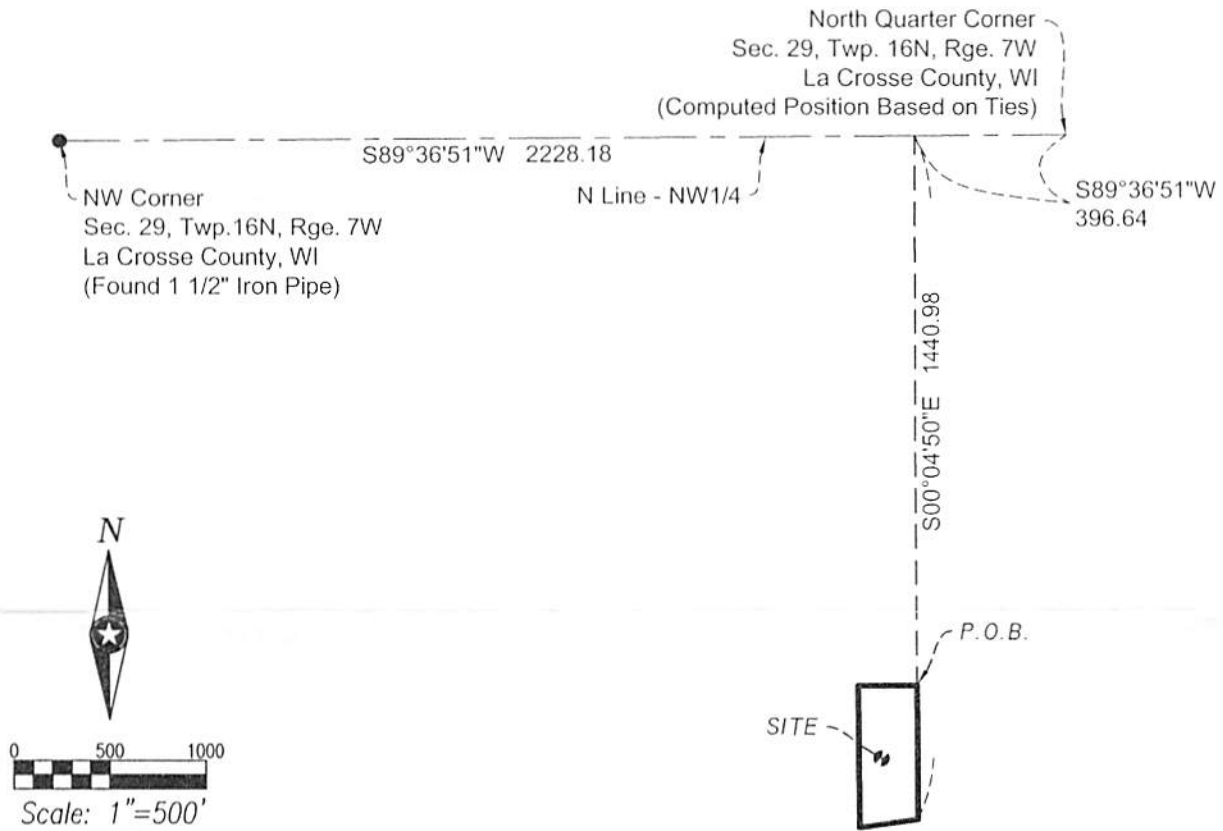 North Quarter Corner
Sec. 29, Twp. 16N, Rge. 7W
La Crosse County, WI
(Computed Position Based on Ties)
S89°36'51"W 2228.18
NW Corner
Sec. 29, Twp.16N, Rge. 7W
La Crosse County, WI
(Found 1 1/2" Iron Pipe)
N Line - NW1/4
S89°36'51"W
396.64
S00°04'50"E 1440.98
N
P.O.B.
SITE
0 500 1000
Scale: 1"=500'